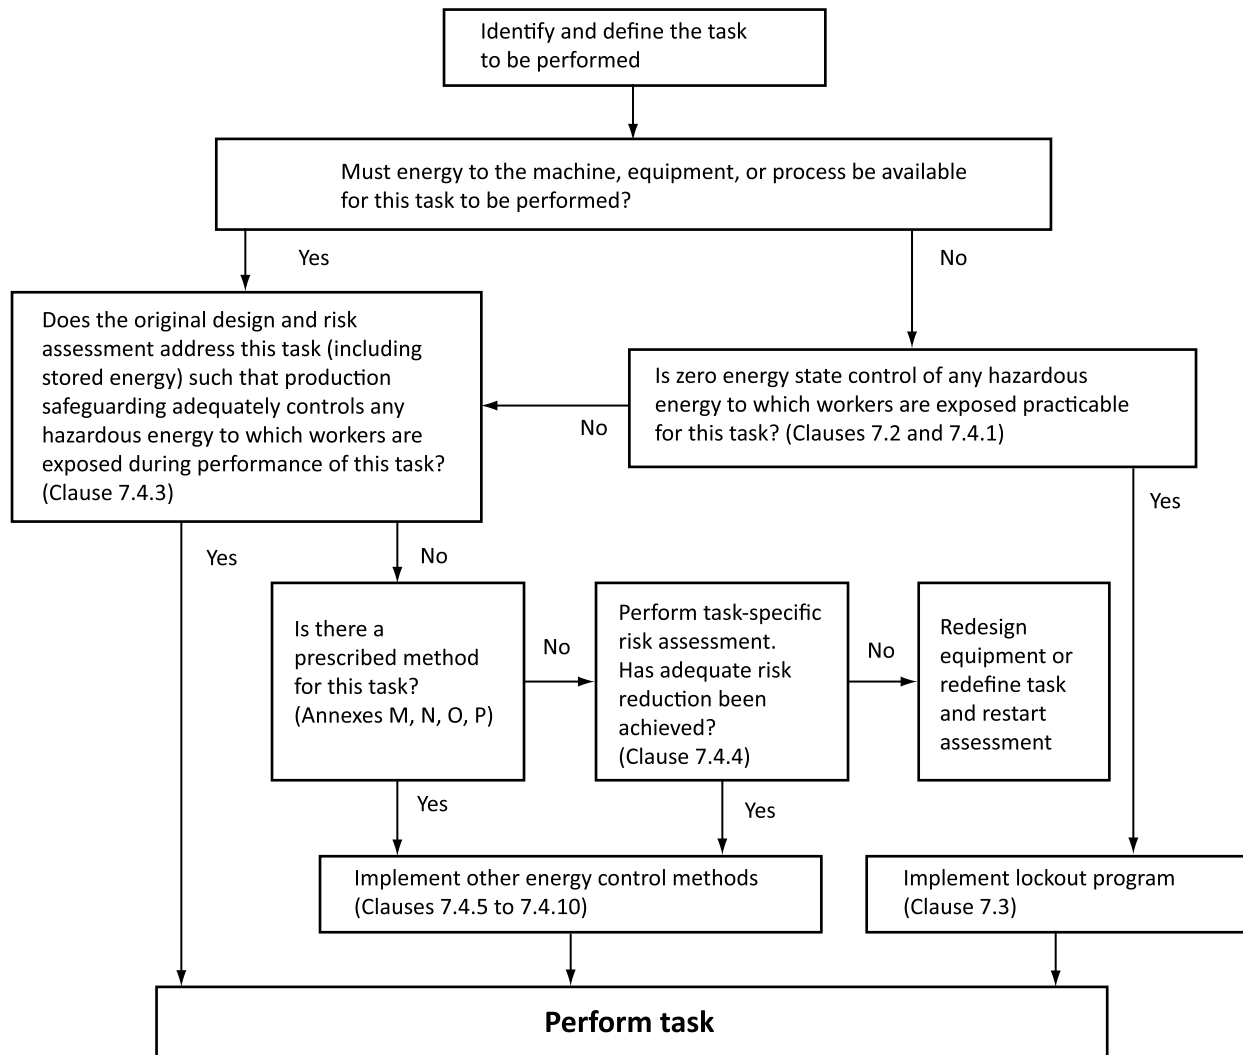 Identify and define the task
to be performed
Must energy to the machine, equipment, or process be available
for this task to be performed?
Yes
No
Does the original design and risk
assessment address this task (including
stored energy) such that production
safeguarding adequately controls any
hazardous energy to which workers are
exposed during performance of this task?
(Clause 7.4.3)
Is zero energy state control of any hazardous
energy to which workers are exposed practicable
for this task? (Clauses 7.2 and 7.4.1)
No
Yes
Yes
No
Is there a
prescribed method
for this task?
(Annexes M, N, O, P)
No
Perform task-specific
risk assessment.
Has adequate risk
reduction been
achieved?
(Clause 7.4.4)
No
Redesign
equipment or
redefine task
and restart
assessment
Yes
Yes
Implement other energy control methods
(Clauses 7.4.5 to 7.4.10)
Implement lockout program
(Clause 7.3)
Perform task